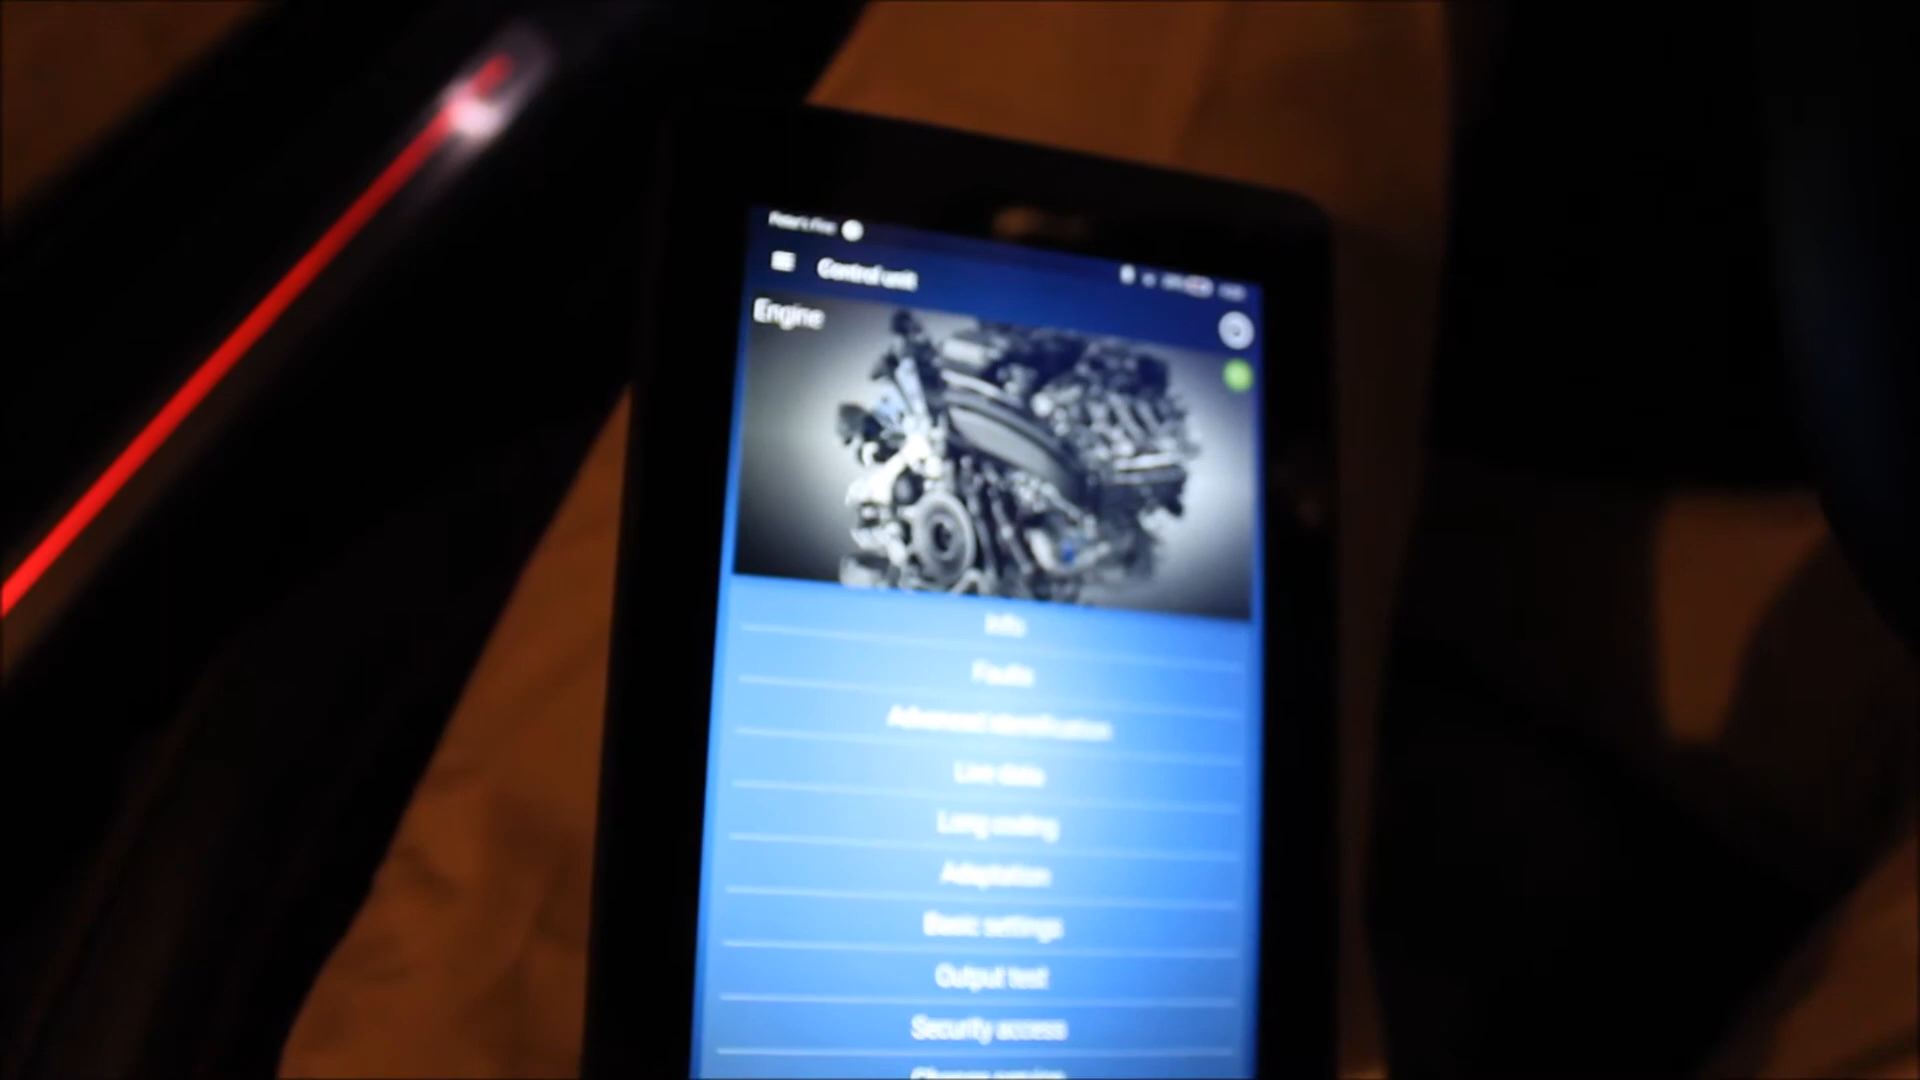 Control unit
Engine
Info
Faults
Advanced identification
Live data
Long coding
Adaptation
Basic settings
Output test
Security access